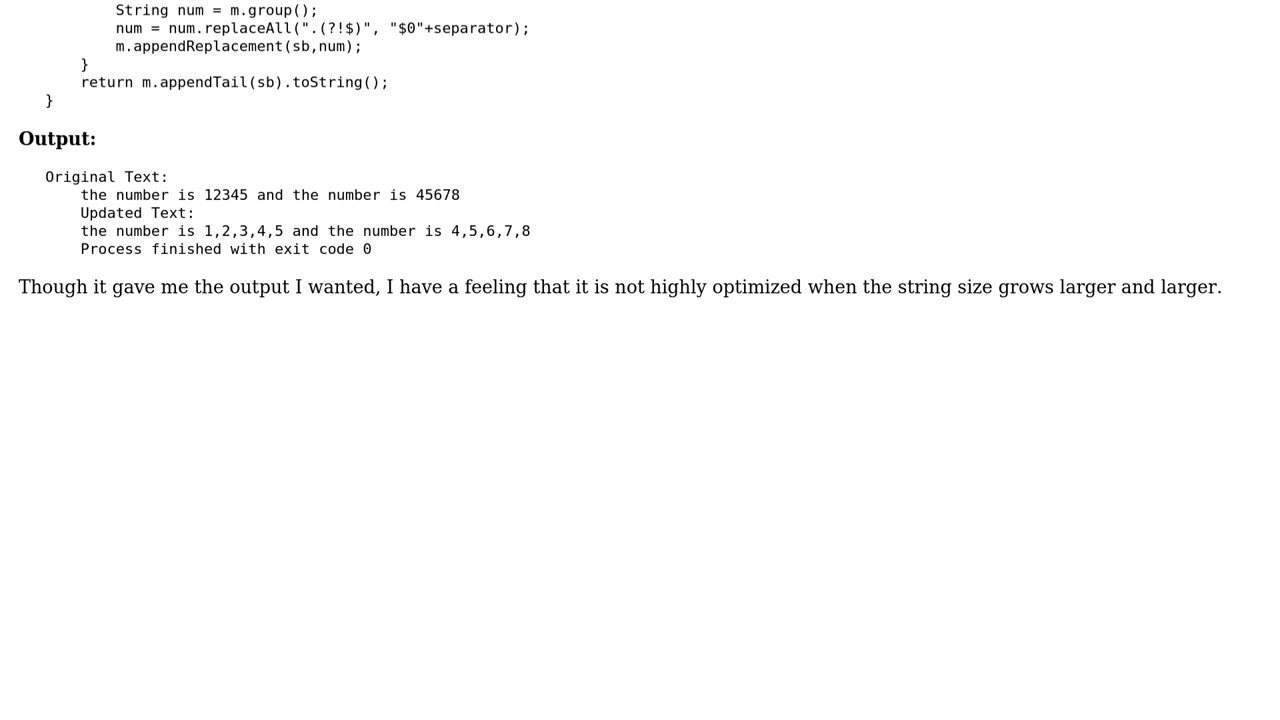 String num = m.group();
num = num.replaceAll(".(?!$)", "$0"+separator);
m.appendReplacement(sb,num);
}
return m.appendTail(sb).toString();
}
Output:
Original Text:
the number is 12345 and the number is 45678
Updated Text:
the number is 1,2,3,4,5 and the number is 4,5,6,7,8
Process finished with exit code 0
Though it gave me the output I wanted, I have a feeling that it is not highly optimized when the string size grows larger and larger.